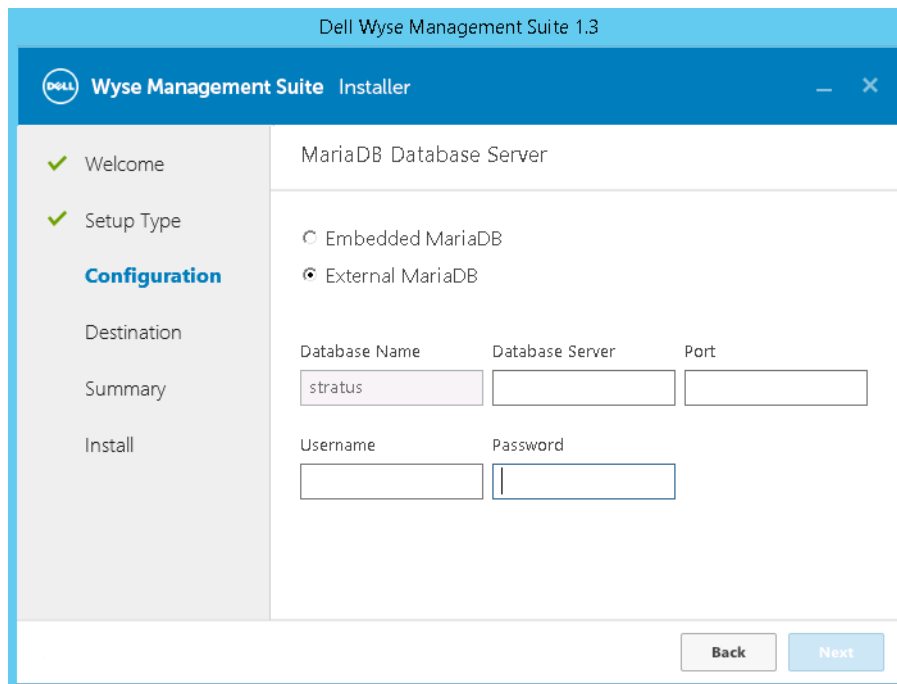 Dell Wyse Management Suite 1.3
DELL Wyse Management Suite Installer
Welcome
Setup Type
Configuration
Destination
Summary
Install
MariaDB Database Server
Embedded MariaDB
External MariaDB
Database Name Database Server Port
stratus
Username Password
Back Next